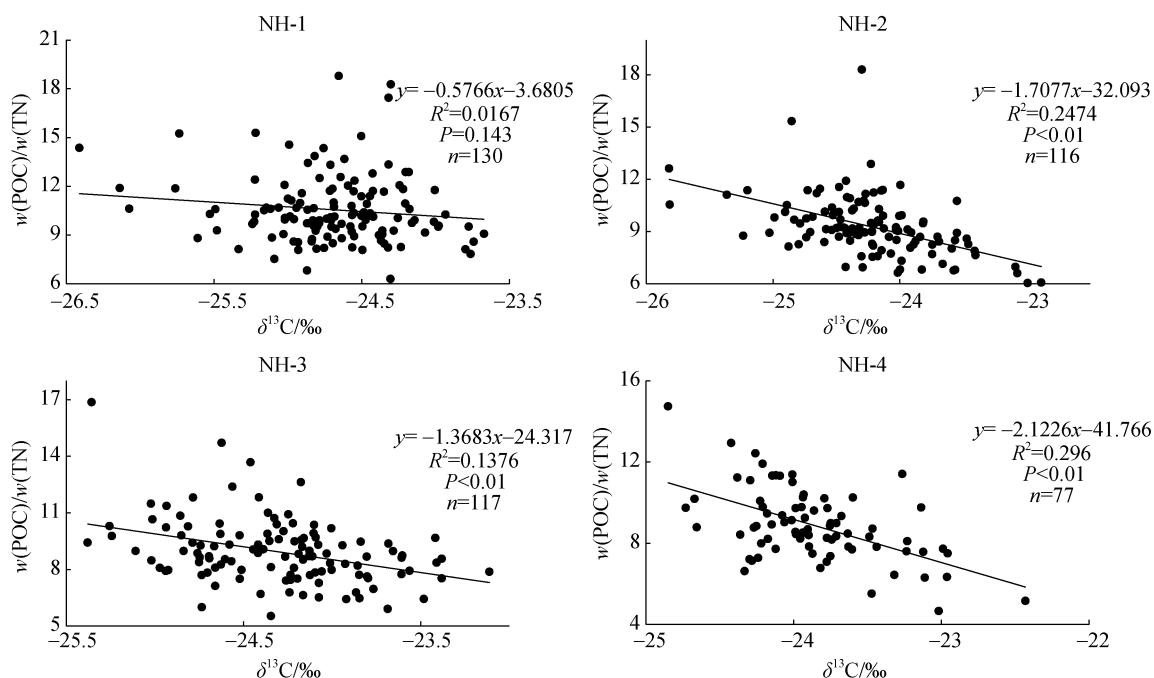 NH-1
21
18
15
12
9
6
w(POC)/w(TN)
y= −0.5766x−3.6805
R²=0.0167
P=0.143
n=130
−26.5 −25.5 −24.5 −23.5
δ¹³C/‰
NH-2
18
15
12
9
6
w(POC)/w(TN)
y= −1.7077x−32.093
R²=0.2474
P<0.01
n=116
−26 −25 −24 −23
δ¹³C/‰
NH-3
17
14
11
8
5
w(POC)/w(TN)
y= −1.3683x−24.317
R²=0.1376
P<0.01
n=117
−25.5 −24.5 −23.5
δ¹³C/‰
NH-4
16
12
8
4
w(POC)/w(TN)
y= −2.1226x−41.766
R²=0.296
P<0.01
n=77
−25 −24 −23 −22
δ¹³C/‰